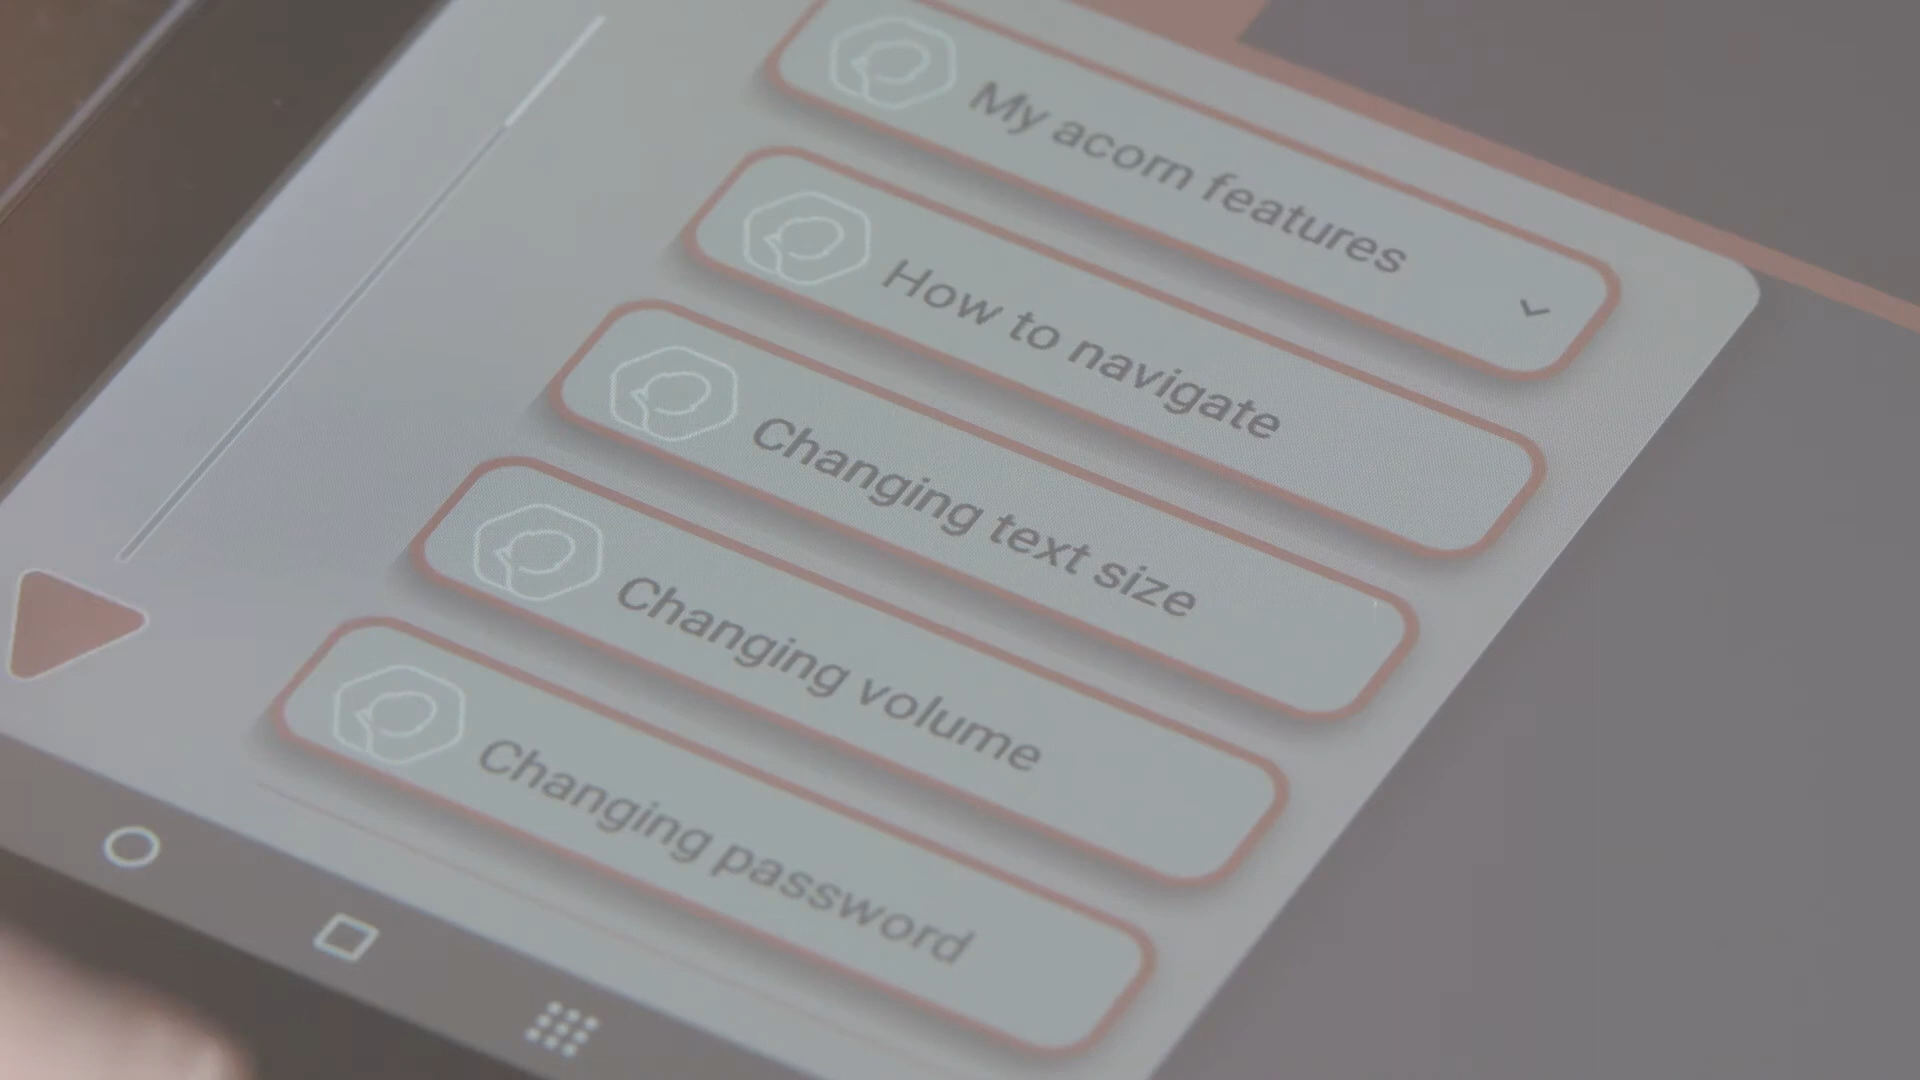 My acorn features
How to navigate
Changing text size
Changing volume
Changing password